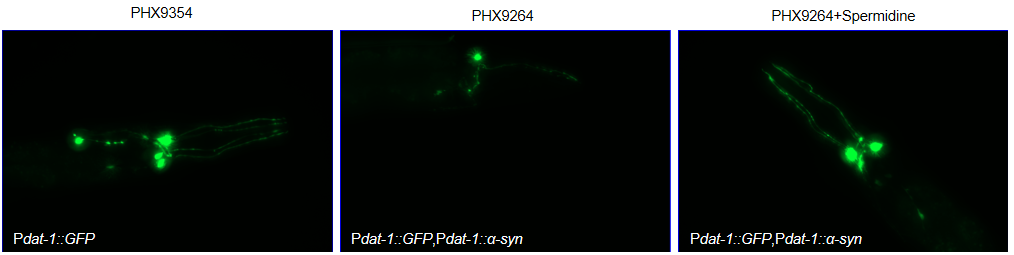 PHX9354
PHX9264
PHX9264+Spermidine
Pdat-1::GFP
Pdat-1::GFP,Pdat-1::α-syn
Pdat-1::GFP,Pdat-1::α-syn